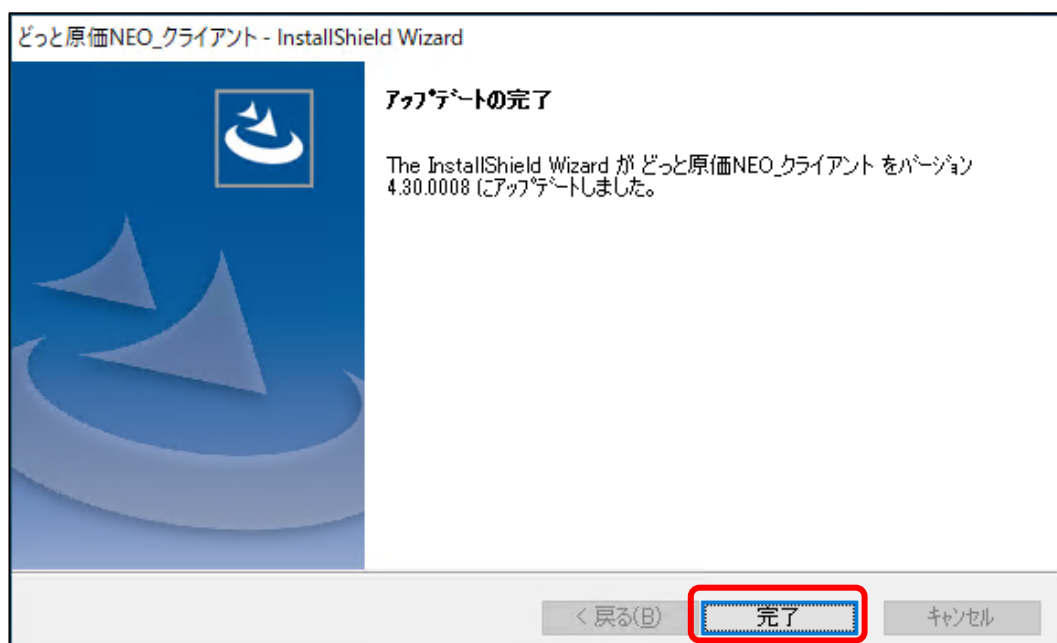 どっと原価NEO_クライアント - InstallShield Wizard
ｱｯﾌﾟﾃﾞｰﾄの完了
The InstallShield Wizard が どっと原価NEO_クライアント をﾊﾞｰｼﾞｮﾝ
4.30.0008 にｱｯﾌﾟﾃﾞｰﾄしました。
< 戻る(B)
完了
ｷｬﾝｾﾙ